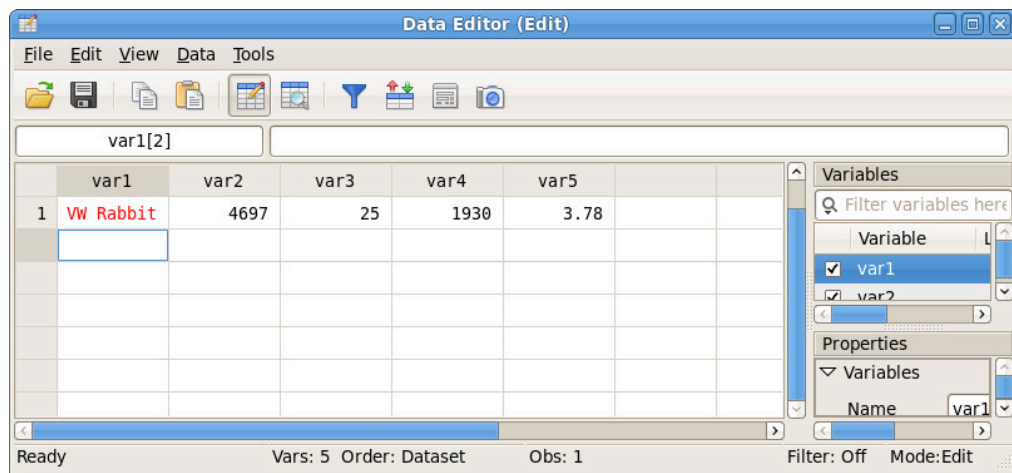 Data Editor (Edit)
File Edit View Data Tools
var1[2]
var1 var2 var3 var4 var5
1 VW Rabbit 4697 25 1930 3.78
Variables
Filter variables here
Variable L
var1
var2
Properties
Variables
Name var1
Ready Vars: 5 Order: Dataset Obs: 1 Filter: Off Mode:Edit